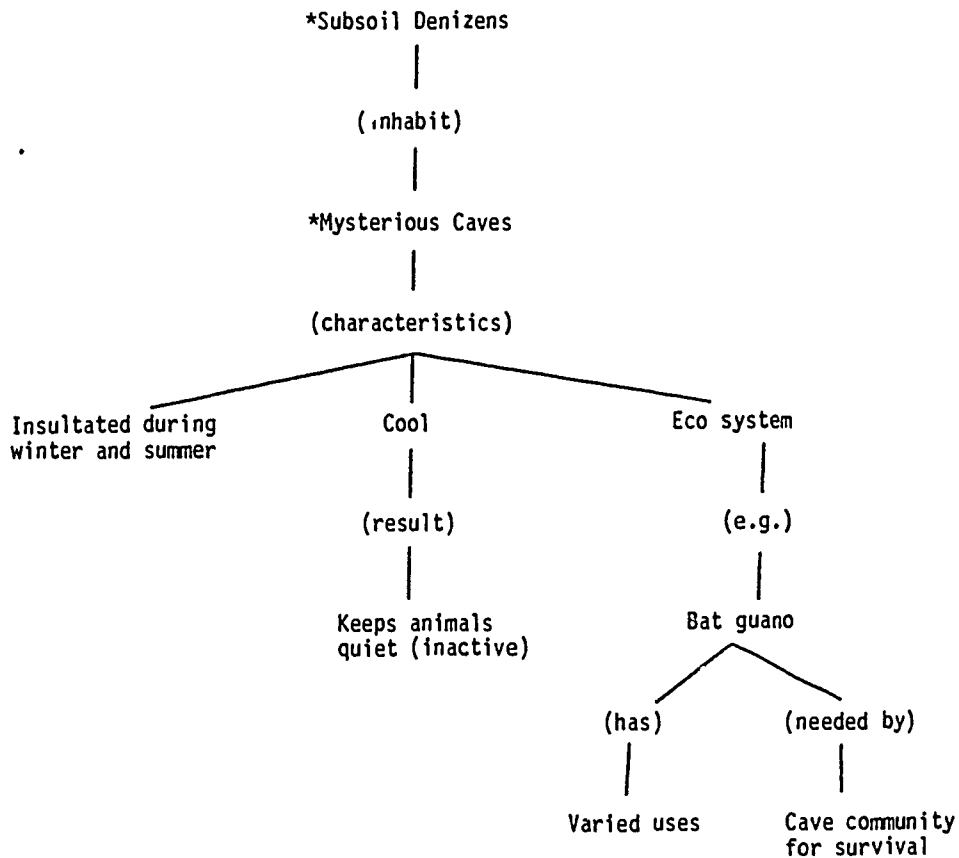 *Subsoil Denizens
(inhabit)
*Mysterious Caves
(characteristics)
Insultated during
winter and summer
Cool
Eco system
(result)
(e.g.)
Keeps animals
quiet (inactive)
Bat guano
(has)
(needed by)
Varied uses
Cave community
for survival